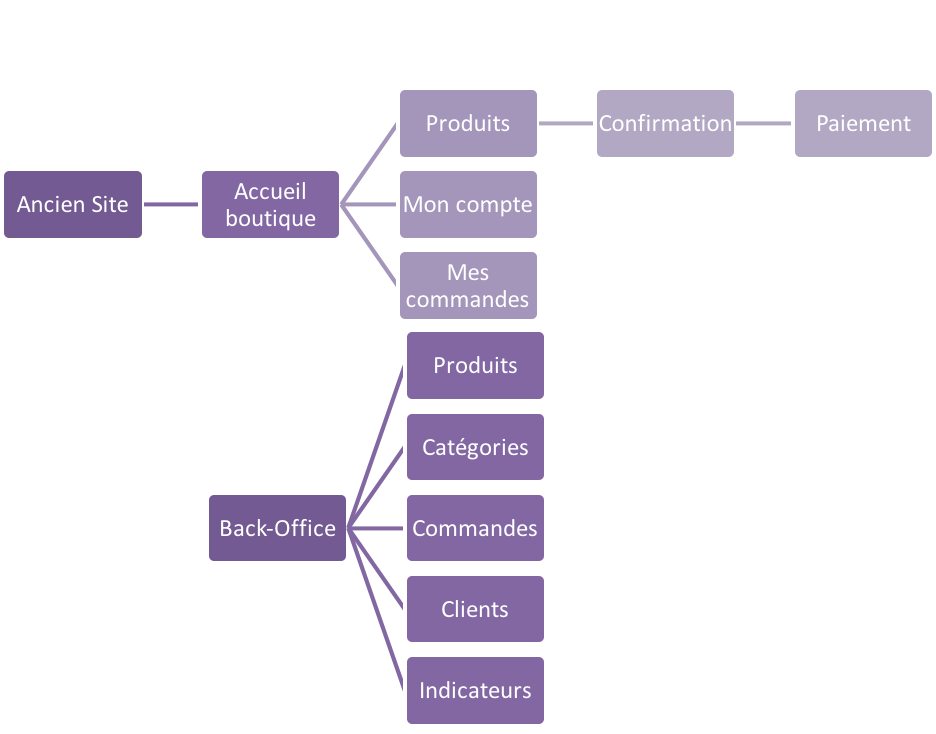 Ancien Site
Accueil
boutique
Produits
Confirmation
Paiement
Mon compte
Mes
commandes
Back-Office
Produits
Catégories
Commandes
Clients
Indicateurs